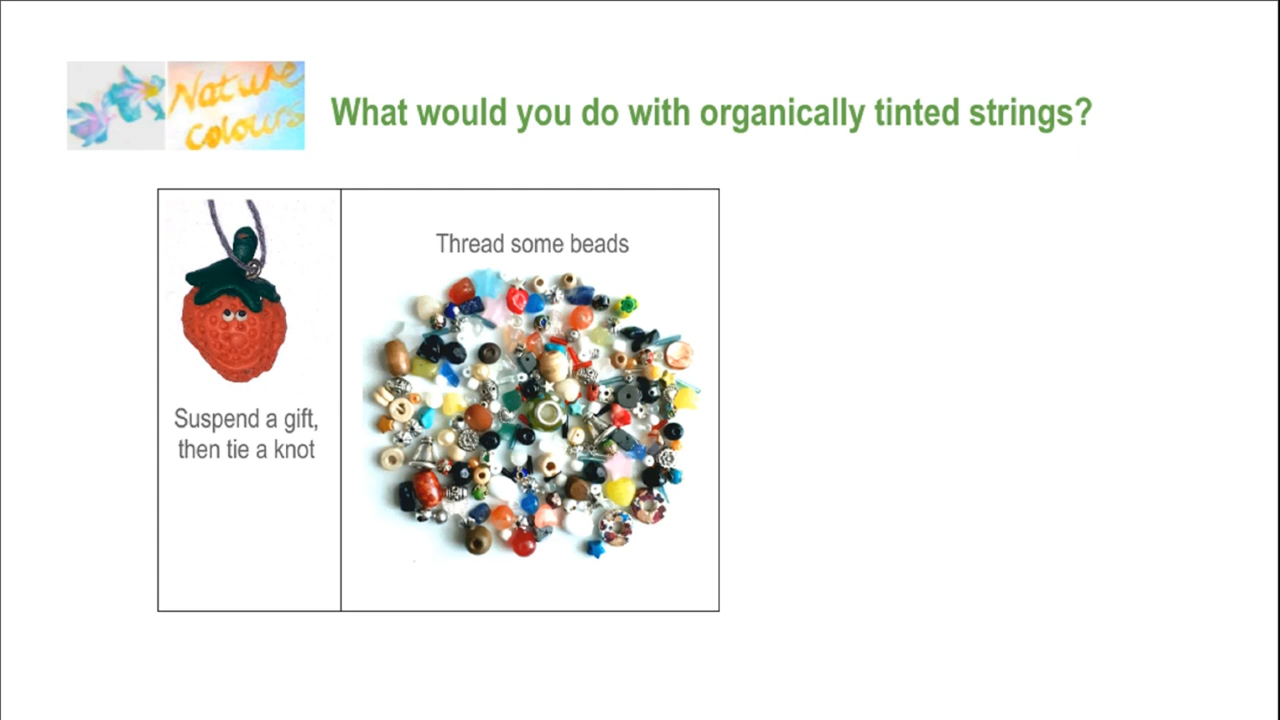 Nature
Colours
What would you do with organically tinted strings?
Thread some beads
Suspend a gift,
then tie a knot